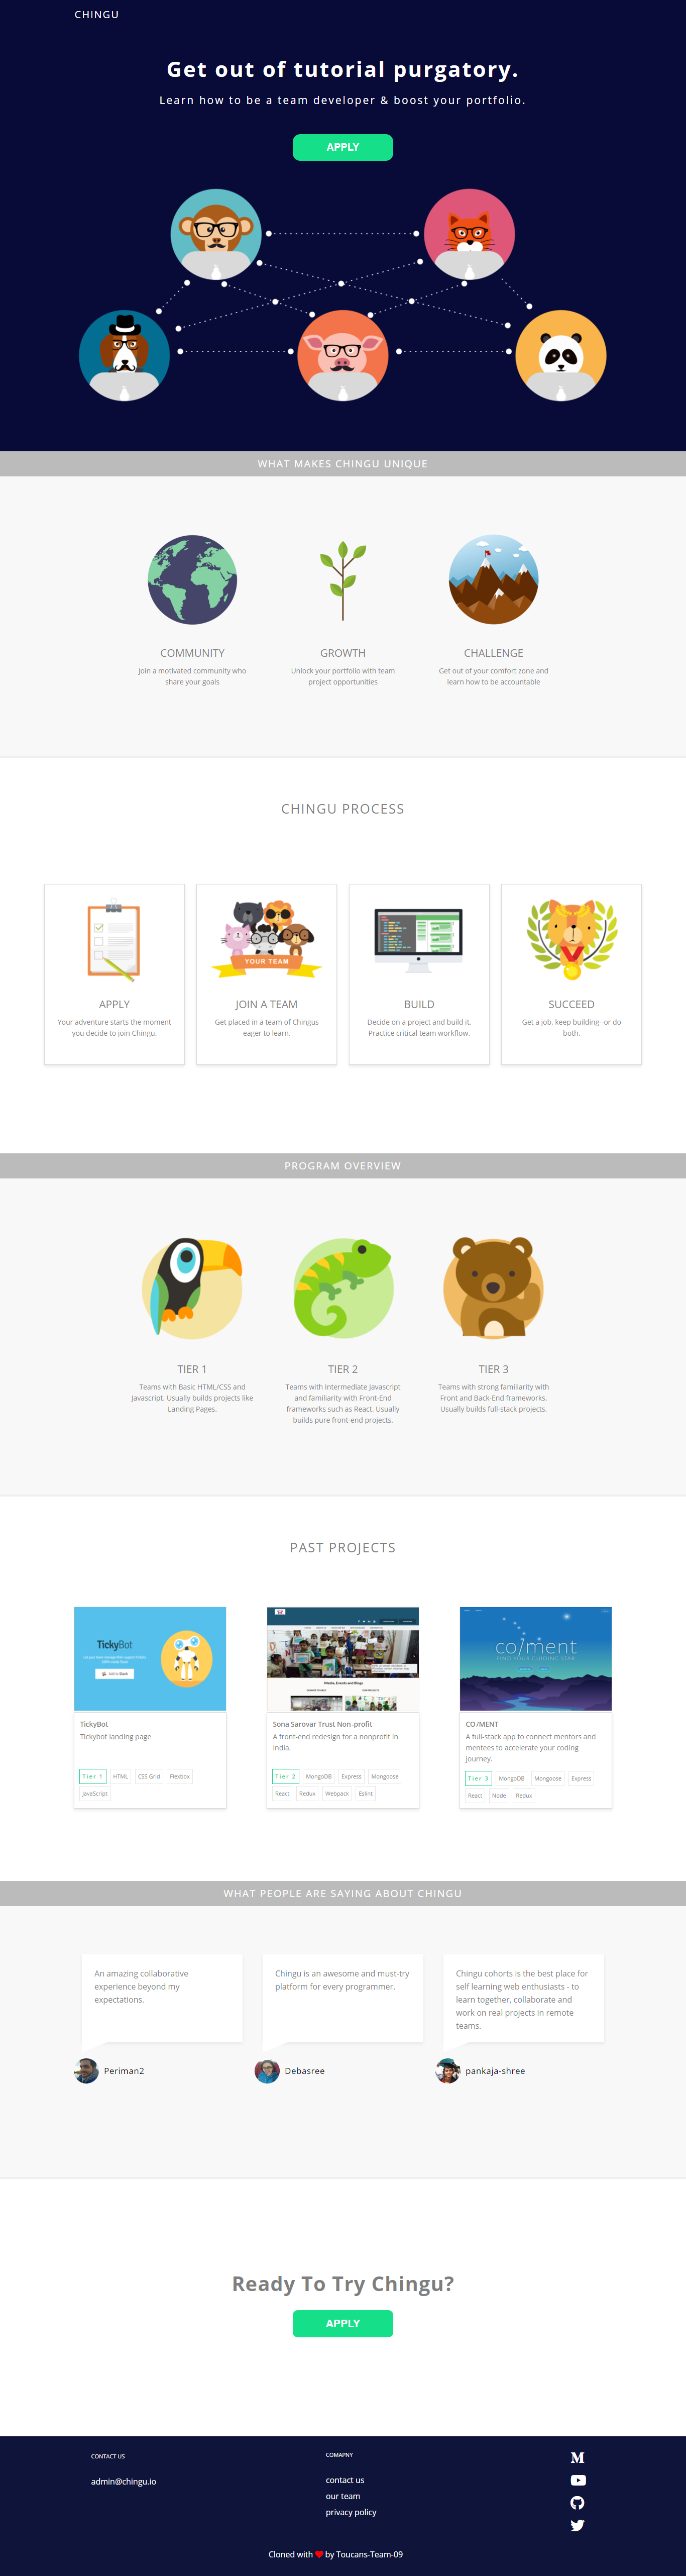 CHINGU
Get out of tutorial purgatory.
Learn how to be a team developer & boost your portfolio.
APPLY
WHAT MAKES CHINGU UNIQUE
COMMUNITY
Join a motivated community who
share your goals
GROWTH
Unlock your portfolio with team
project opportunities
CHALLENGE
Get out of your comfort zone and
learn how to be accountable
CHINGU PROCESS
APPLY
Your adventure starts the moment
you decide to join Chingu.
YOUR TEAM
JOIN A TEAM
Get placed in a team of Chingus
eager to learn.
BUILD
Decide on a project and build it.
Practice critical team workflow.
SUCCEED
Get a job, keep building--or do
both.
PROGRAM OVERVIEW
TIER 1
Teams with Basic HTML/CSS and
Javascript. Usually builds projects like
Landing Pages.
TIER 2
Teams with Intermediate Javascript
and familiarity with Front-End
frameworks such as React. Usually
builds pure front-end projects.
TIER 3
Teams with strong familiarity with
Front and Back-End frameworks.
Usually builds full-stack projects.
PAST PROJECTS
TickyBot
Add to Slack
TickyBot
Tickybot landing page
Tier 1 HTML CSS Grid Flexbox
JavaScript
Media, Events and Blogs
Sona Sarovar Trust Non-profit
A front-end redesign for a nonprofit in
India.
Tier 2 MongoDB Express Mongoose
React Redux Webpack Eslint
co/ment
FIND YOUR GUIDING STAR
CO/MENT
A full-stack app to connect mentors and
mentees to accelerate your coding
journey.
Tier 3 MongoDB Mongoose Express
React Node Redux
WHAT PEOPLE ARE SAYING ABOUT CHINGU
An amazing collaborative
experience beyond my
expectations.
Periman2
Chingu is an awesome and must-try
platform for every programmer.
Debasree
Chingu cohorts is the best place for
self learning web enthusiasts - to
learn together, collaborate and
work on real projects in remote
teams.
pankaja-shree
Ready To Try Chingu?
APPLY
CONTACT US
admin@chingu.io
COMAPNY
contact us
our team
privacy policy
Cloned with by Toucans-Team-09